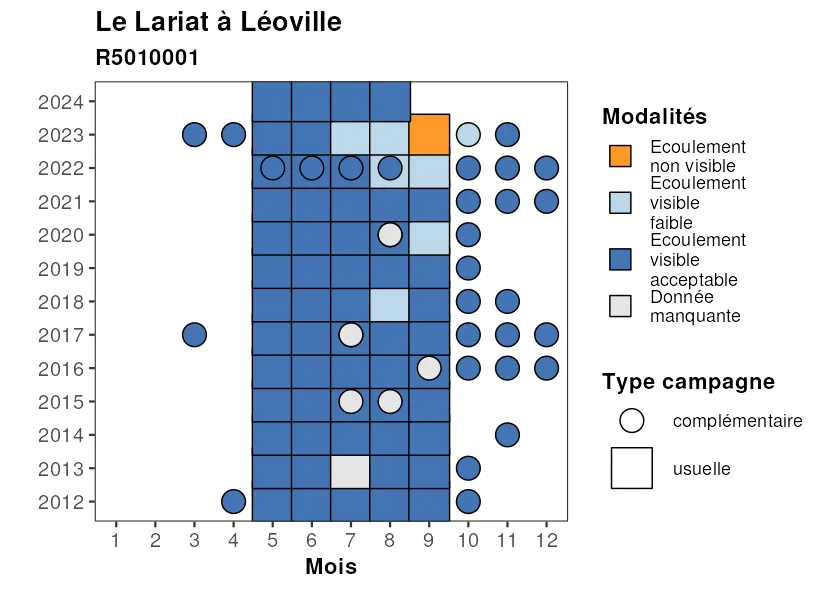 Le Lariat à Léoville
R5010001
2024
2023
2022
2021
2020
2019
2018
2017
2016
2015
2014
2013
2012
1 2 3 4 5 6 7 8 9 10 11 12
Mois
Modalités
Ecoulement
non visible
Ecoulement
visible
faible
Ecoulement
visible
acceptable
Donnée
manquante
Type campagne
complémentaire
usuelle